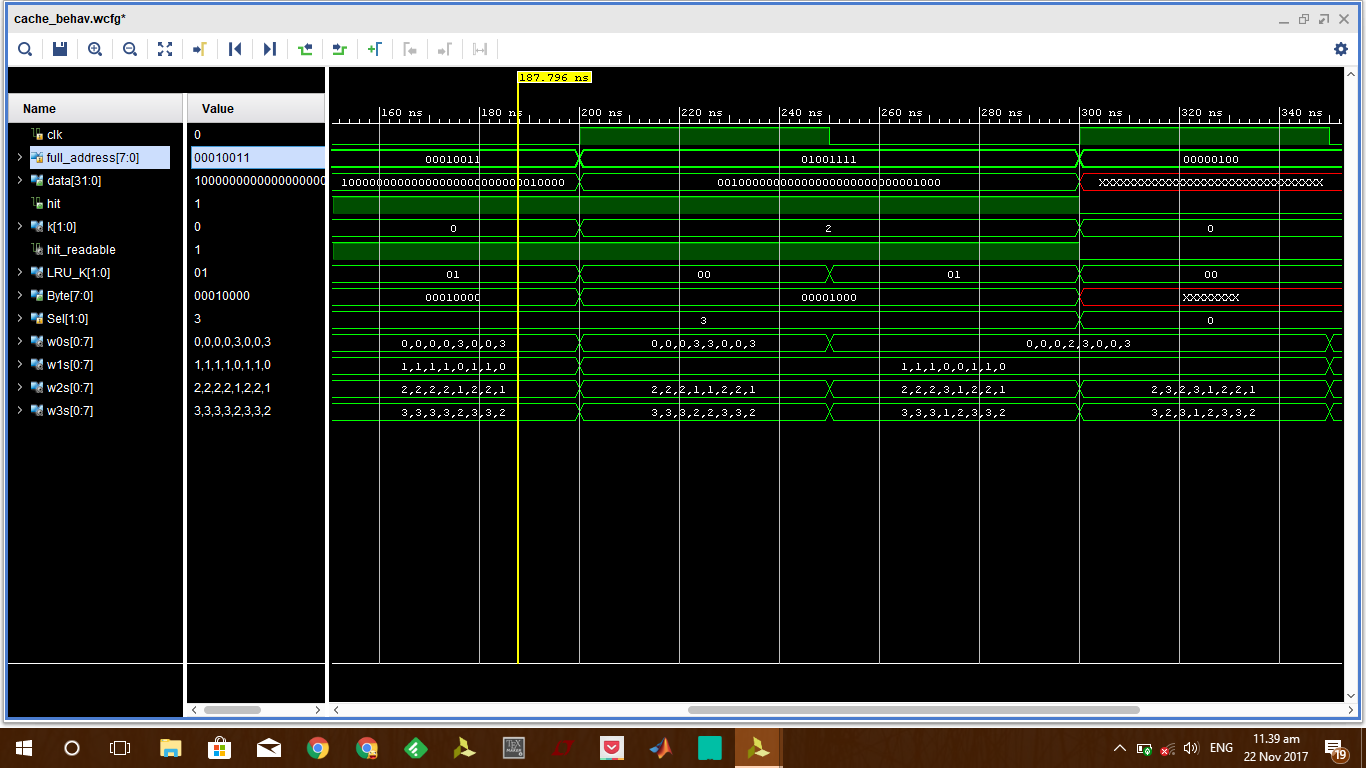 cache_behav.wcfg*
187.796 ns
160 ns 180 ns 200 ns 220 ns 240 ns 260 ns 280 ns 300 ns 320 ns 340 ns
Name Value
clk 0
full_address[7:0] 00010011 00010011 01001111 00000100
data[31:0] 1000000000000000000 10000000000000000000000000010000 00100000000000000000000000001000 XXXXXXXXXXXXXXXXXXXXXXXXXXXXXXXX
hit 1
k[1:0] 0 0 2 0
hit_readable 1
LRU_K[1:0] 01 01 00 01 00
Byte[7:0] 00010000 00010000 00001000 XXXXXXXX
Sel[1:0] 3 3 0
w0s[0:7] 0,0,0,0,3,0,0,3 0,0,0,0,3,0,0,3 0,0,0,3,3,0,0,3 0,0,0,2,3,0,0,3
w1s[0:7] 1,1,1,1,0,1,1,0 1,1,1,1,0,1,1,0 1,1,1,0,0,1,1,0
w2s[0:7] 2,2,2,2,1,2,2,1 2,2,2,2,1,2,2,1 2,2,2,1,1,2,2,1 2,2,2,3,1,2,2,1 2,3,2,3,1,2,2,1
w3s[0:7] 3,3,3,3,2,3,3,2 3,3,3,3,2,3,3,2 3,3,3,2,2,3,3,2 3,3,3,1,2,3,3,2 3,2,3,1,2,3,3,2
TEX
MAKER
ENG
11.39 am
22 Nov 2017
19